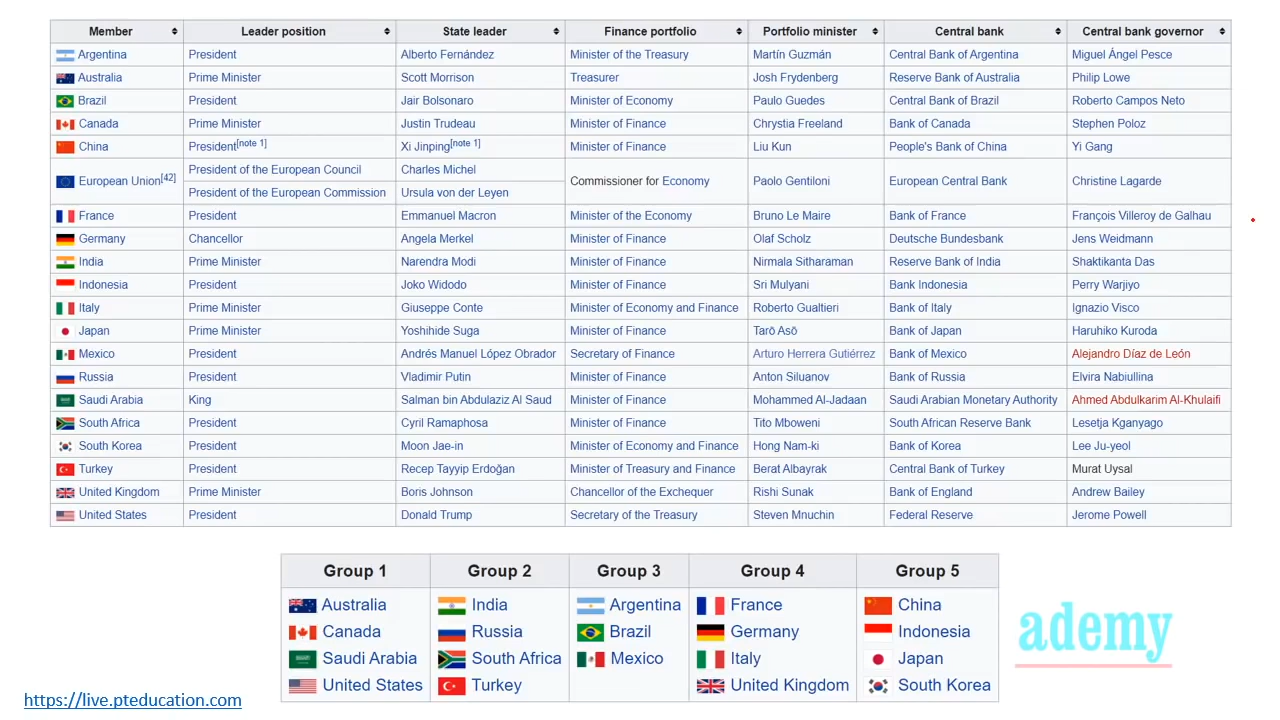 Member Leader position State leader Finance portfolio Portfolio minister Central bank Central bank governor
Argentina President Alberto Fernández Minister of the Treasury Martín Guzmán Central Bank of Argentina Miguel Ángel Pesce
Australia Prime Minister Scott Morrison Treasurer Josh Frydenberg Reserve Bank of Australia Philip Lowe
Brazil President Jair Bolsonaro Minister of Economy Paulo Guedes Central Bank of Brazil Roberto Campos Neto
Canada Prime Minister Justin Trudeau Minister of Finance Chrystia Freeland Bank of Canada Stephen Poloz
China President[note 1] Xi Jinping[note 1] Minister of Finance Liu Kun People's Bank of China Yi Gang
European Union[42] President of the European Council Charles Michel Commissioner for Economy Paolo Gentiloni European Central Bank Christine Lagarde
President of the European Commission Ursula von der Leyen
France President Emmanuel Macron Minister of the Economy Bruno Le Maire Bank of France François Villeroy de Galhau
Germany Chancellor Angela Merkel Minister of Finance Olaf Scholz Deutsche Bundesbank Jens Weidmann
India Prime Minister Narendra Modi Minister of Finance Nirmala Sitharaman Reserve Bank of India Shaktikanta Das
Indonesia President Joko Widodo Minister of Finance Sri Mulyani Bank Indonesia Perry Warjiyo
Italy Prime Minister Giuseppe Conte Minister of Economy and Finance Roberto Gualtieri Bank of Italy Ignazio Visco
Japan Prime Minister Yoshihide Suga Minister of Finance Tarō Asō Bank of Japan Haruhiko Kuroda
Mexico President Andrés Manuel López Obrador Secretary of Finance Arturo Herrera Gutiérrez Bank of Mexico Alejandro Díaz de León
Russia President Vladimir Putin Minister of Finance Anton Siluanov Bank of Russia Elvira Nabiullina
Saudi Arabia King Salman bin Abdulaziz Al Saud Minister of Finance Mohammed Al-Jadaan Saudi Arabian Monetary Authority Ahmed Abdulkarim Al-Khulaifi
South Africa President Cyril Ramaphosa Minister of Finance Tito Mboweni South African Reserve Bank Lesetja Kganyago
South Korea President Moon Jae-in Minister of Economy and Finance Hong Nam-ki Bank of Korea Lee Ju-yeol
Turkey President Recep Tayyip Erdoğan Minister of Treasury and Finance Berat Albayrak Central Bank of Turkey Murat Uysal
United Kingdom Prime Minister Boris Johnson Chancellor of the Exchequer Rishi Sunak Bank of England Andrew Bailey
United States President Donald Trump Secretary of the Treasury Steven Mnuchin Federal Reserve Jerome Powell
Group 1 Group 2 Group 3 Group 4 Group 5
Australia India Argentina France China
Canada Russia Brazil Germany Indonesia
Saudi Arabia South Africa Mexico Italy Japan
United States Turkey United Kingdom South Korea
ademy
https://live.pteducation.com